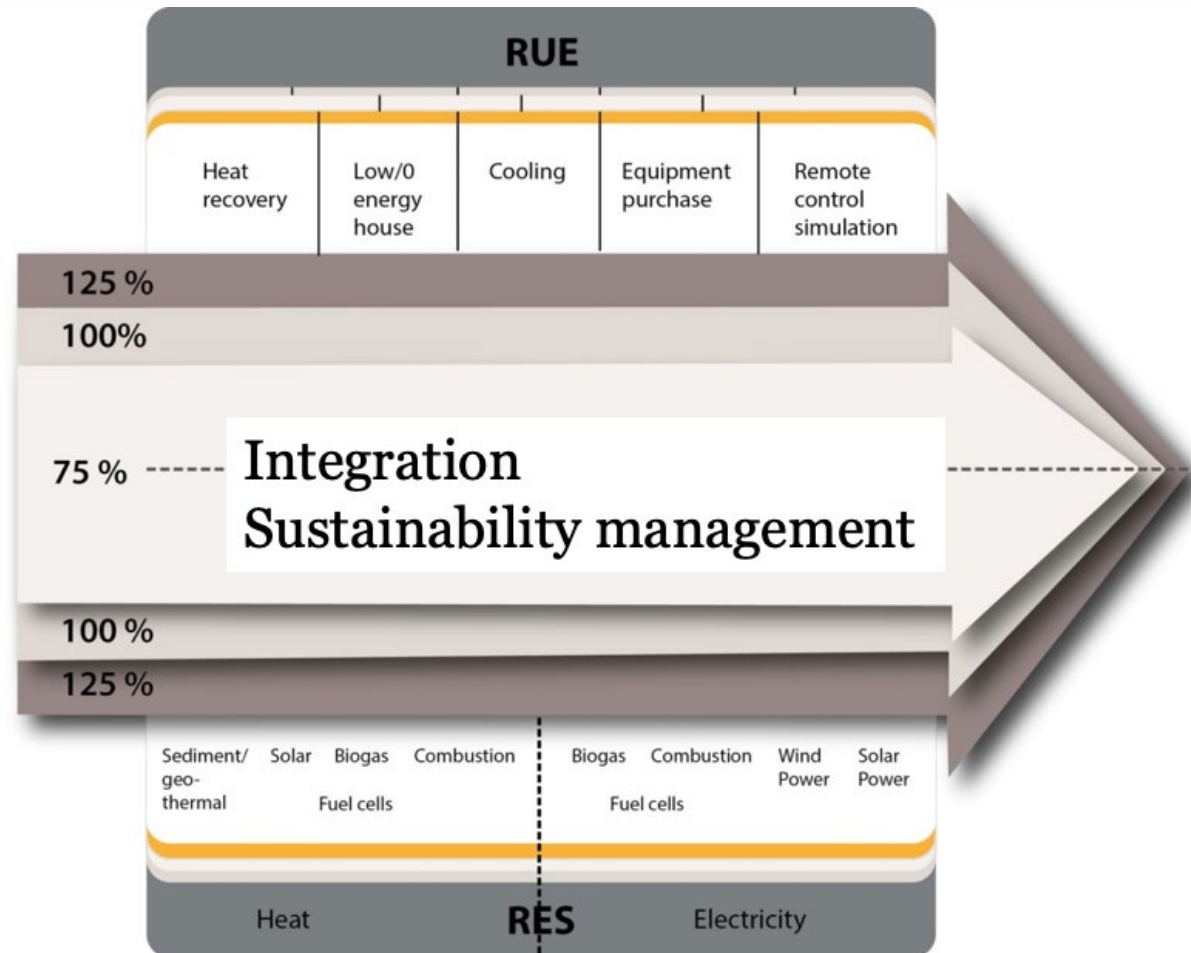 RUE
Heat
recovery
Low/0
energy
house
Cooling
Equipment
purchase
Remote
control
simulation
125 %
100%
75 %
Integration
Sustainability management
100 %
125 %
Sediment/
geo-
thermal
Solar
Biogas
Combustion
Fuel cells
Biogas
Combustion
Fuel cells
Wind
Power
Solar
Power
Heat
RES
Electricity